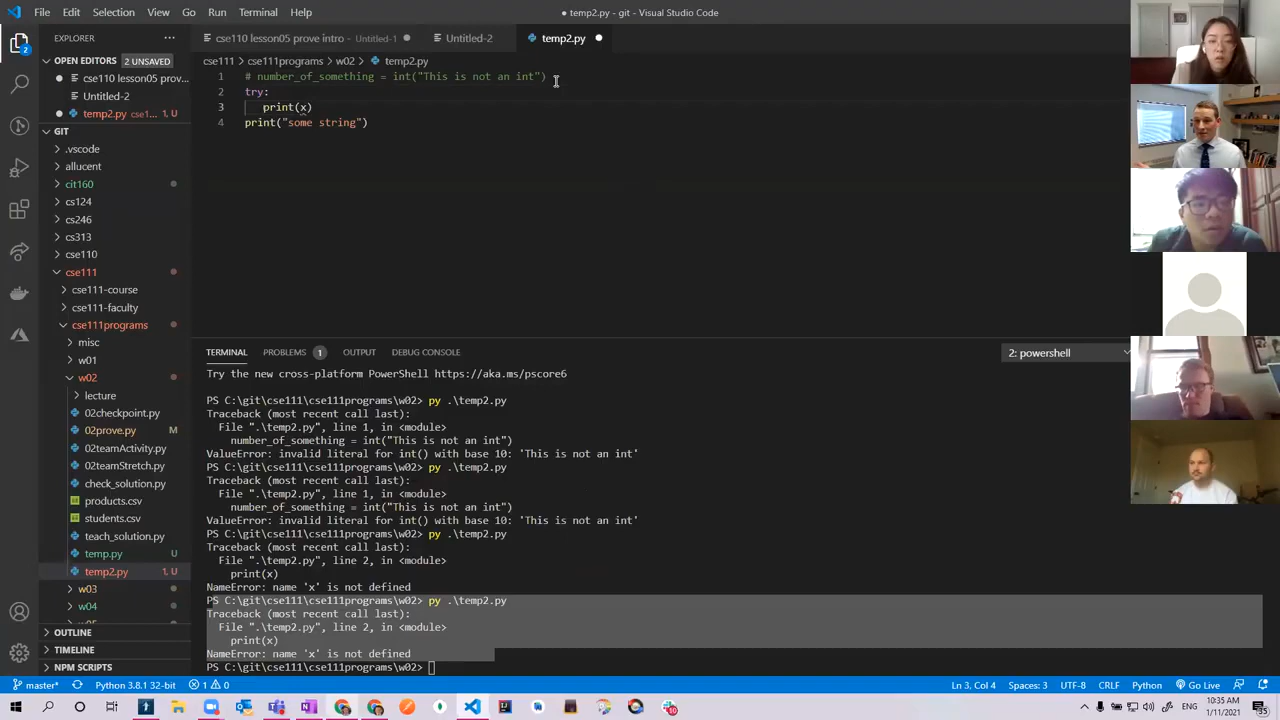 File Edit Selection View Go Run Terminal Help
● temp2.py - git - Visual Studio Code
EXPLORER
cse110 lesson05 prove intro Untitled-1
Untitled-2
temp2.py
OPEN EDITORS 2 UNSAVED
cse111 > cse111programs > w02 > temp2.py
cse110 lesson05 prove
Untitled-2
temp2.py cse1... 1, U
1 # number_of_something = int("This is not an int")
2 try:
3 print(x)
4 print("some string")
GIT
.vscode
allucent
cit160
cs124
cs246
cs313
cse110
cse111
cse111-course
cse111-faculty
cse111programs
misc
w01
w02
lecture
02checkpoint.py
02prove.py M
02teamActivity.py
02teamStretch.py
check_solution.py
products.csv
students.csv
teach_solution.py
temp.py U
temp2.py 1, U
w03
w04
OUTLINE
TIMELINE
NPM SCRIPTS
TERMINAL PROBLEMS 1 OUTPUT DEBUG CONSOLE
2: powershell
Try the new cross-platform PowerShell https://aka.ms/pscore6
PS C:\git\cse111\cse111programs\w02> py .\temp2.py
Traceback (most recent call last):
File ".\temp2.py", line 1, in <module>
number_of_something = int("This is not an int")
ValueError: invalid literal for int() with base 10: 'This is not an int'
PS C:\git\cse111\cse111programs\w02> py .\temp2.py
Traceback (most recent call last):
File ".\temp2.py", line 1, in <module>
number_of_something = int("This is not an int")
ValueError: invalid literal for int() with base 10: 'This is not an int'
PS C:\git\cse111\cse111programs\w02> py .\temp2.py
Traceback (most recent call last):
File ".\temp2.py", line 2, in <module>
print(x)
NameError: name 'x' is not defined
PS C:\git\cse111\cse111programs\w02> py .\temp2.py
Traceback (most recent call last):
File ".\temp2.py", line 2, in <module>
print(x)
NameError: name 'x' is not defined
PS C:\git\cse111\cse111programs\w02>
master* Python 3.8.1 32-bit 1 0
Ln 3, Col 4 Spaces: 3 UTF-8 CRLF Python Go Live
10:35 AM
1/11/2021